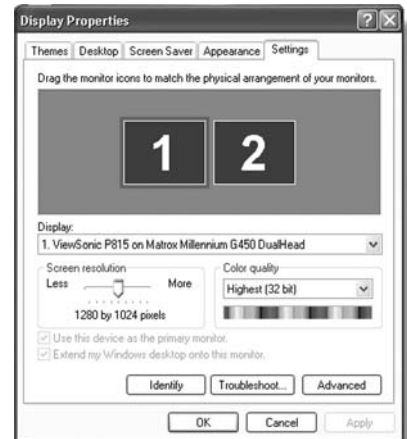 Display Properties
Themes Desktop Screen Saver Appearance Settings
Drag the monitor icons to match the physical arrangement of your monitors.
1 2
Display:
1. ViewSonic P815 on Matrox Millennium G450 DualHead
Screen resolution
Less More
1280 by 1024 pixels
Color quality
Highest (32 bit)
Use this device as the primary monitor.
Extend my Windows desktop onto this monitor.
Identify Troubleshoot... Advanced
OK Cancel Apply